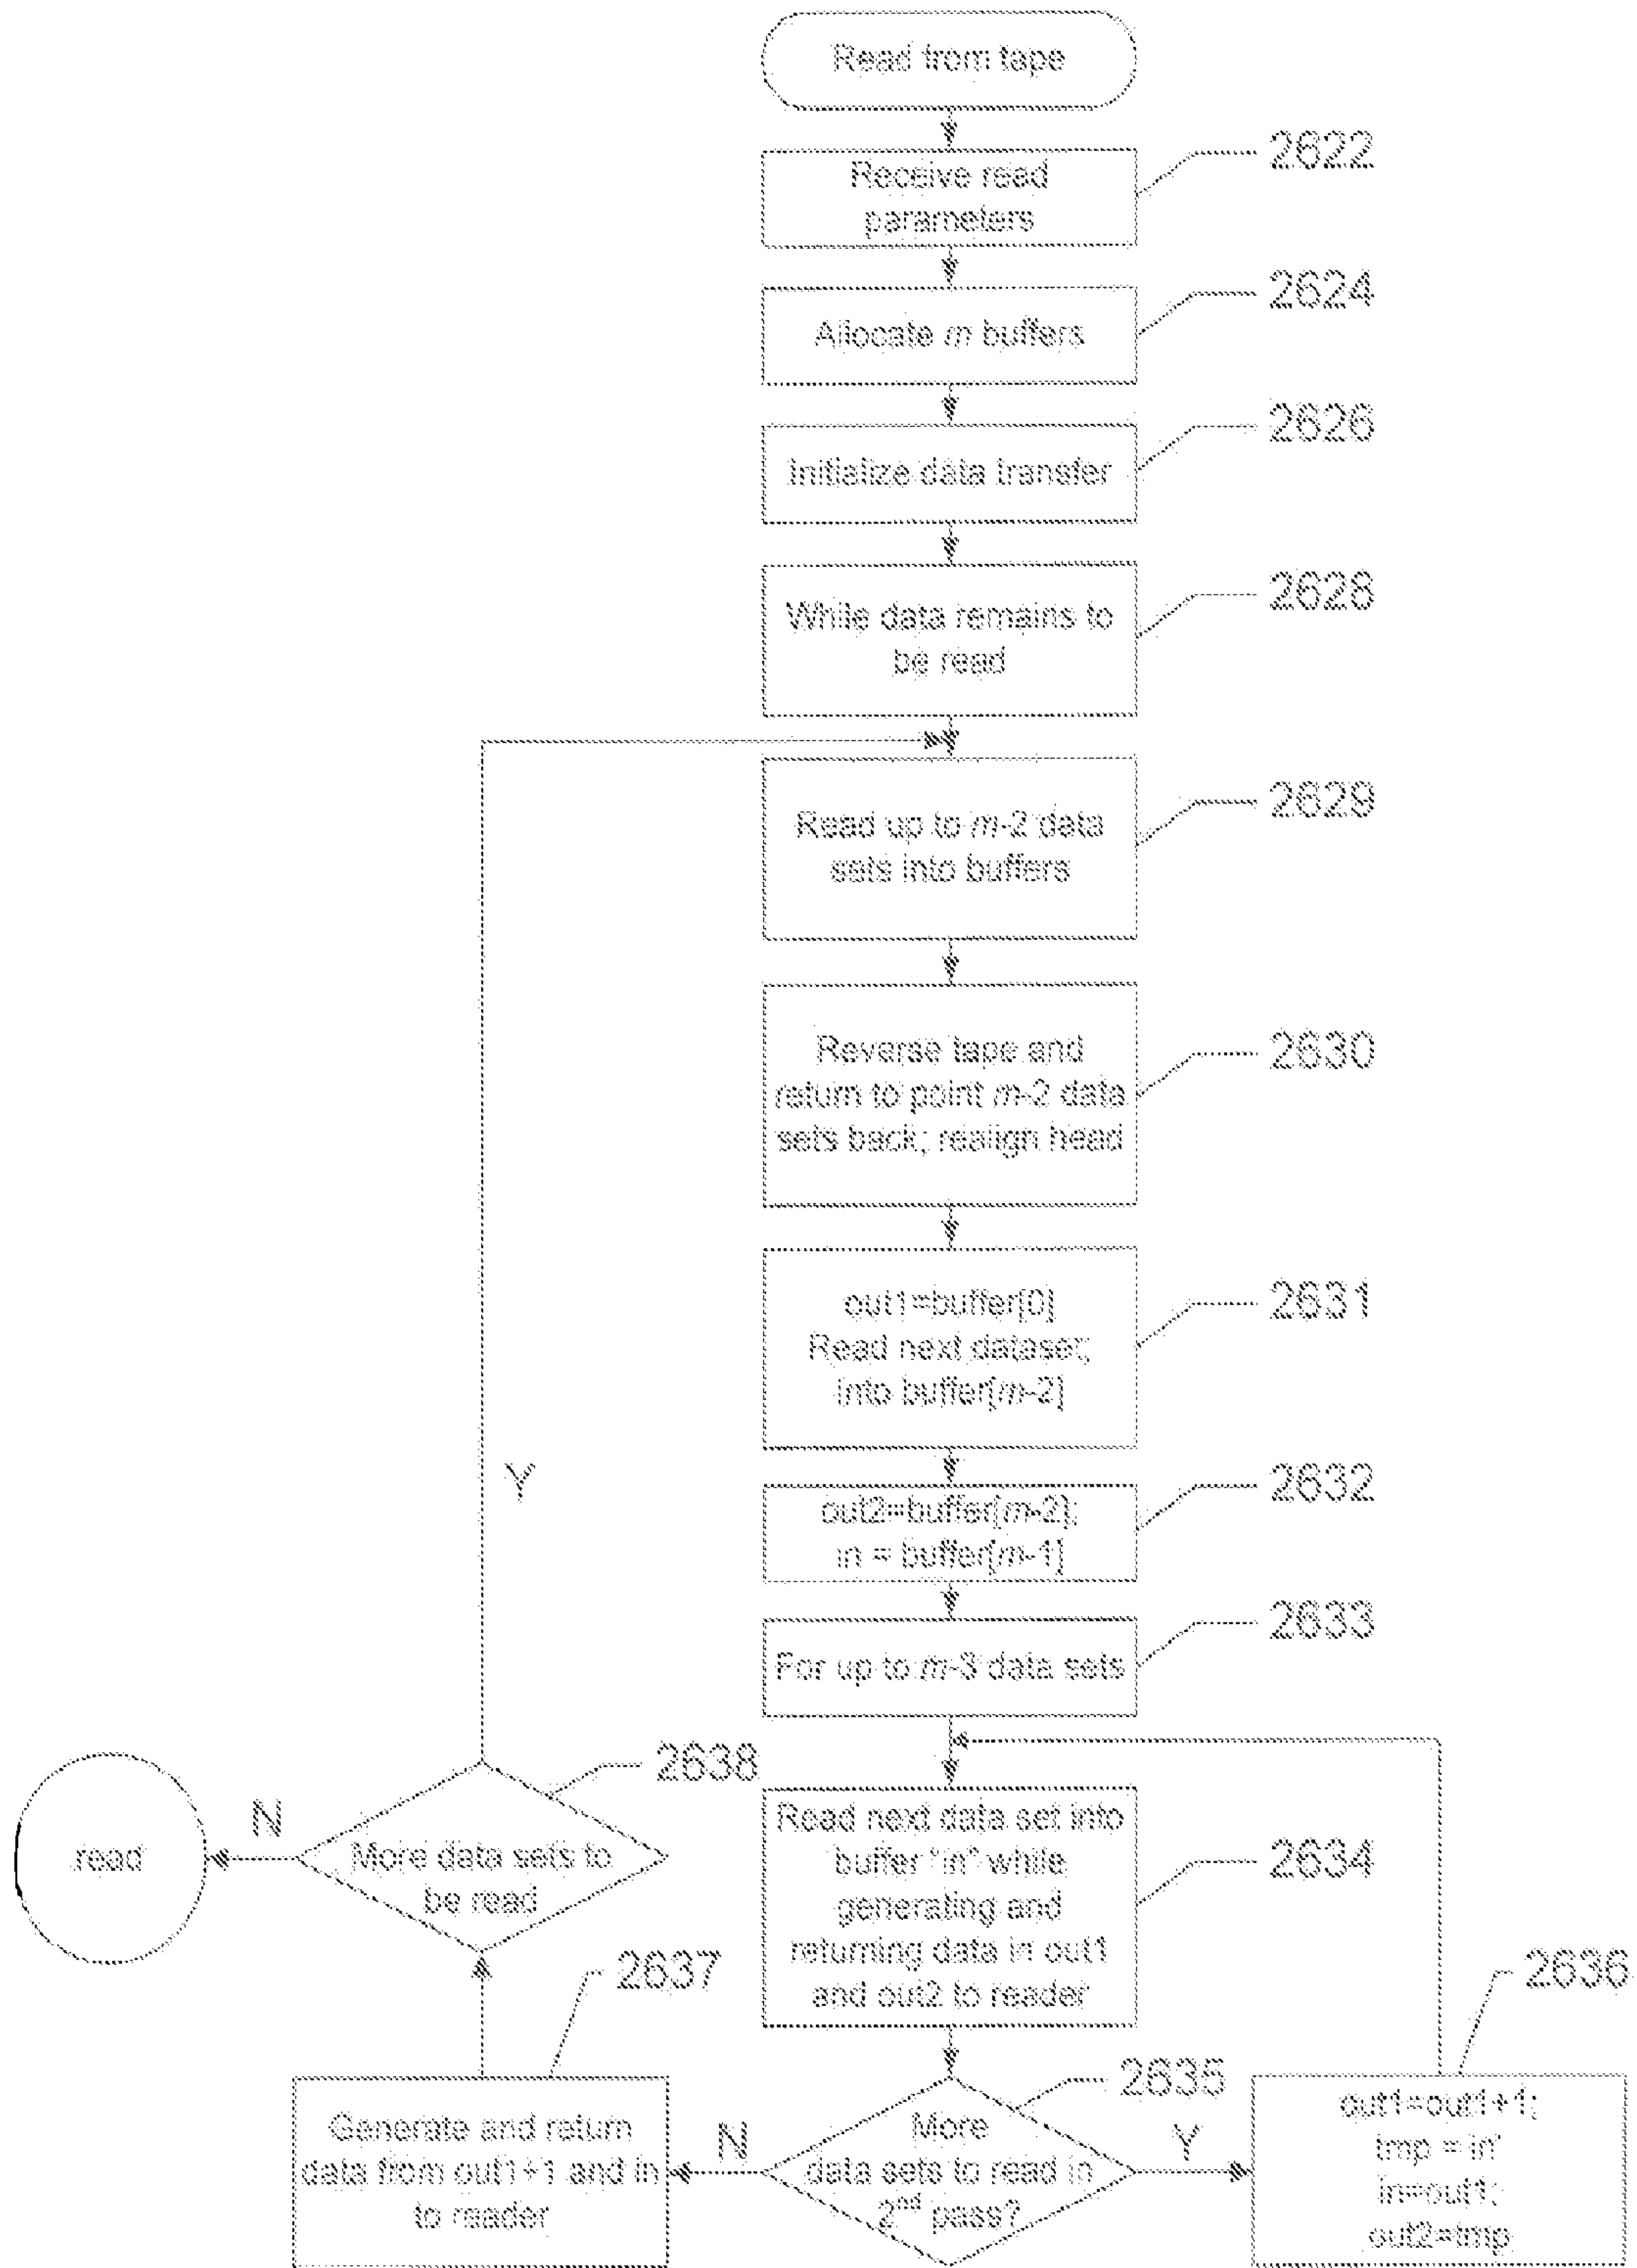 Read from tape
2622
Receive read
parameters
2624
Allocate m buffers
2626
Initialize data transfer
2628
While data remains to
be read
2629
Read up to m-2 data
sets into buffers
2630
Reverse tape and
return to point m-2 data
sets back; realign head
2631
out1=buffer[0]
Read next dataset;
into buffer[m-2]
Y
2632
out2=buffer[m-2];
in = buffer[m-1]
2633
For up to m-3 data sets
2638
N
read
More data sets to
be read
2634
Read next data set into
buffer "in" while
generating and
returning data in out1
and out2 to reader
2637
2636
2635
Generate and return
data from out1+1 and in
to reader
N
More
data sets to read in
2nd pass?
Y
out1=out1+1;
tmp = in'
in=out1;
out2=tmp